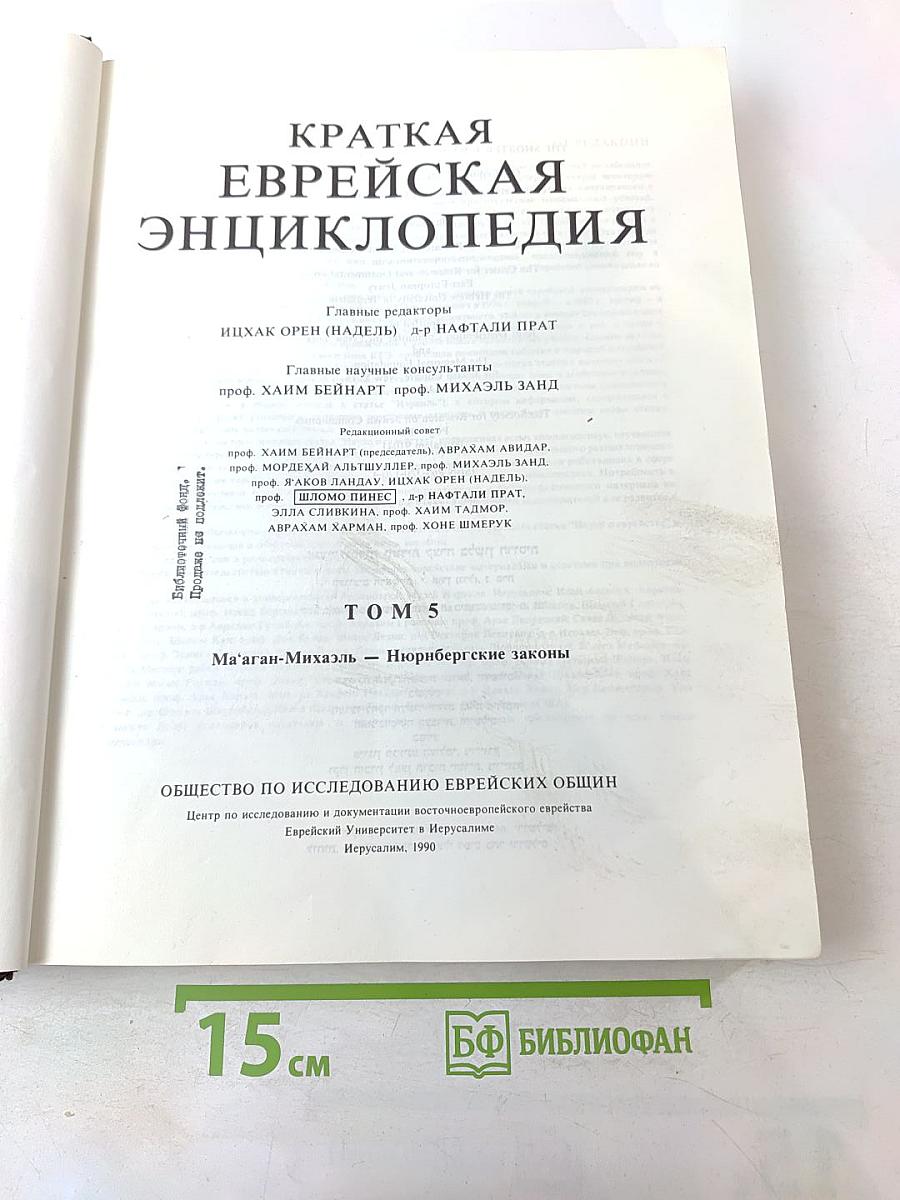 КРАТКАЯ
ЕВРЕЙСКАЯ
ЭНЦИКЛОПЕДИЯ
Главные редакторы
ИЦХАК ОРЕН (НАДЕЛЬ) д-р НАФТАЛИ ПРАТ
Главные научные консультанты
проф. ХАИМ БЕЙНАРТ проф. МИХАЭЛЬ ЗАНД
Редакционный совет
проф. ХАИМ БЕЙНАРТ (председатель), АВРАХАМ АВИДАР,
проф. МОРДЕХАЙ АЛЬТШУЛЛЕР, проф. МИХАЭЛЬ ЗАНД,
проф. Я'АКОВ ЛАНДАУ, ИЦХАК ОРЕН (НАДЕЛЬ),
проф. ШЛОМО ПИНЕС , д-р НАФТАЛИ ПРАТ,
ЭЛЛА СЛИВКИНА, проф. ХАИМ ТАДМОР,
АВРАХАМ ХАРМАН, проф. ХОНЕ ШМЕРУК
Библиотечный фонд.
Продаже не подлежит.
ТОМ 5
Ма‘аган-Михаэль — Нюрнбергские законы
ОБЩЕСТВО ПО ИССЛЕДОВАНИЮ ЕВРЕЙСКИХ ОБЩИН
Центр по исследованию и документации восточноевропейского еврейства
Еврейский Университет в Иерусалиме
Иерусалим, 1990
15 см
БФ БИБЛИОФАН